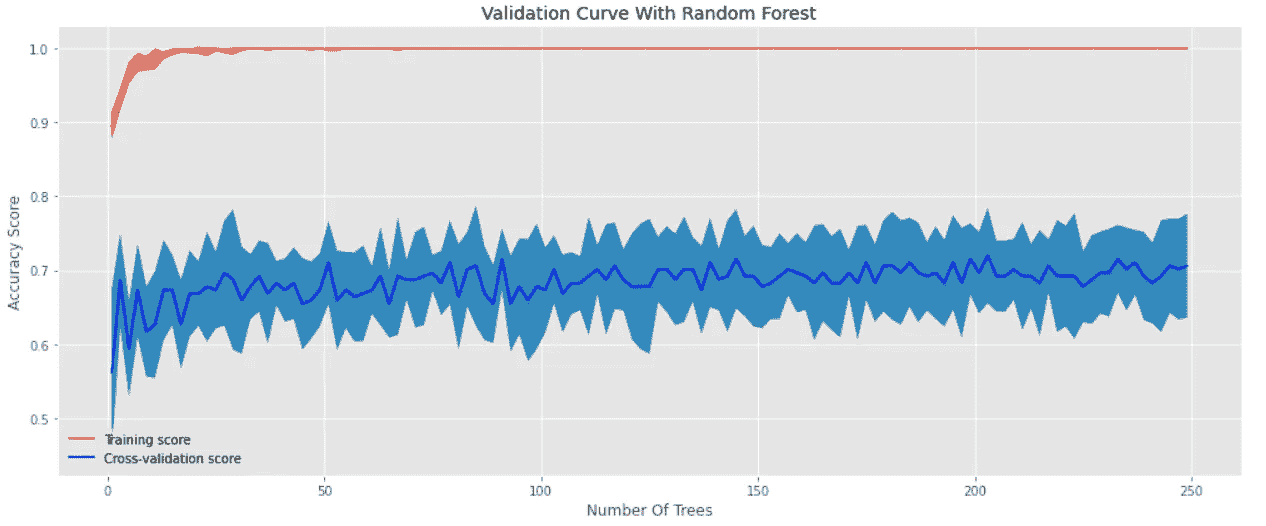 Validation Curve With Random Forest
1.0
0.9
0.8
0.7
0.6
0.5
Accuracy Score
Training score
Cross-validation score
0 50 100 150 200 250
Number Of Trees